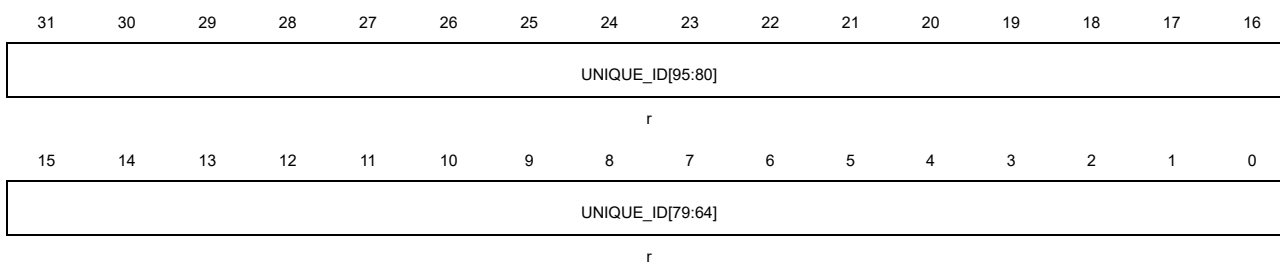 31 30 29 28 27 26 25 24 23 22 21 20 19 18 17 16
UNIQUE_ID[95:80]
r
15 14 13 12 11 10 9 8 7 6 5 4 3 2 1 0
UNIQUE_ID[79:64]
r